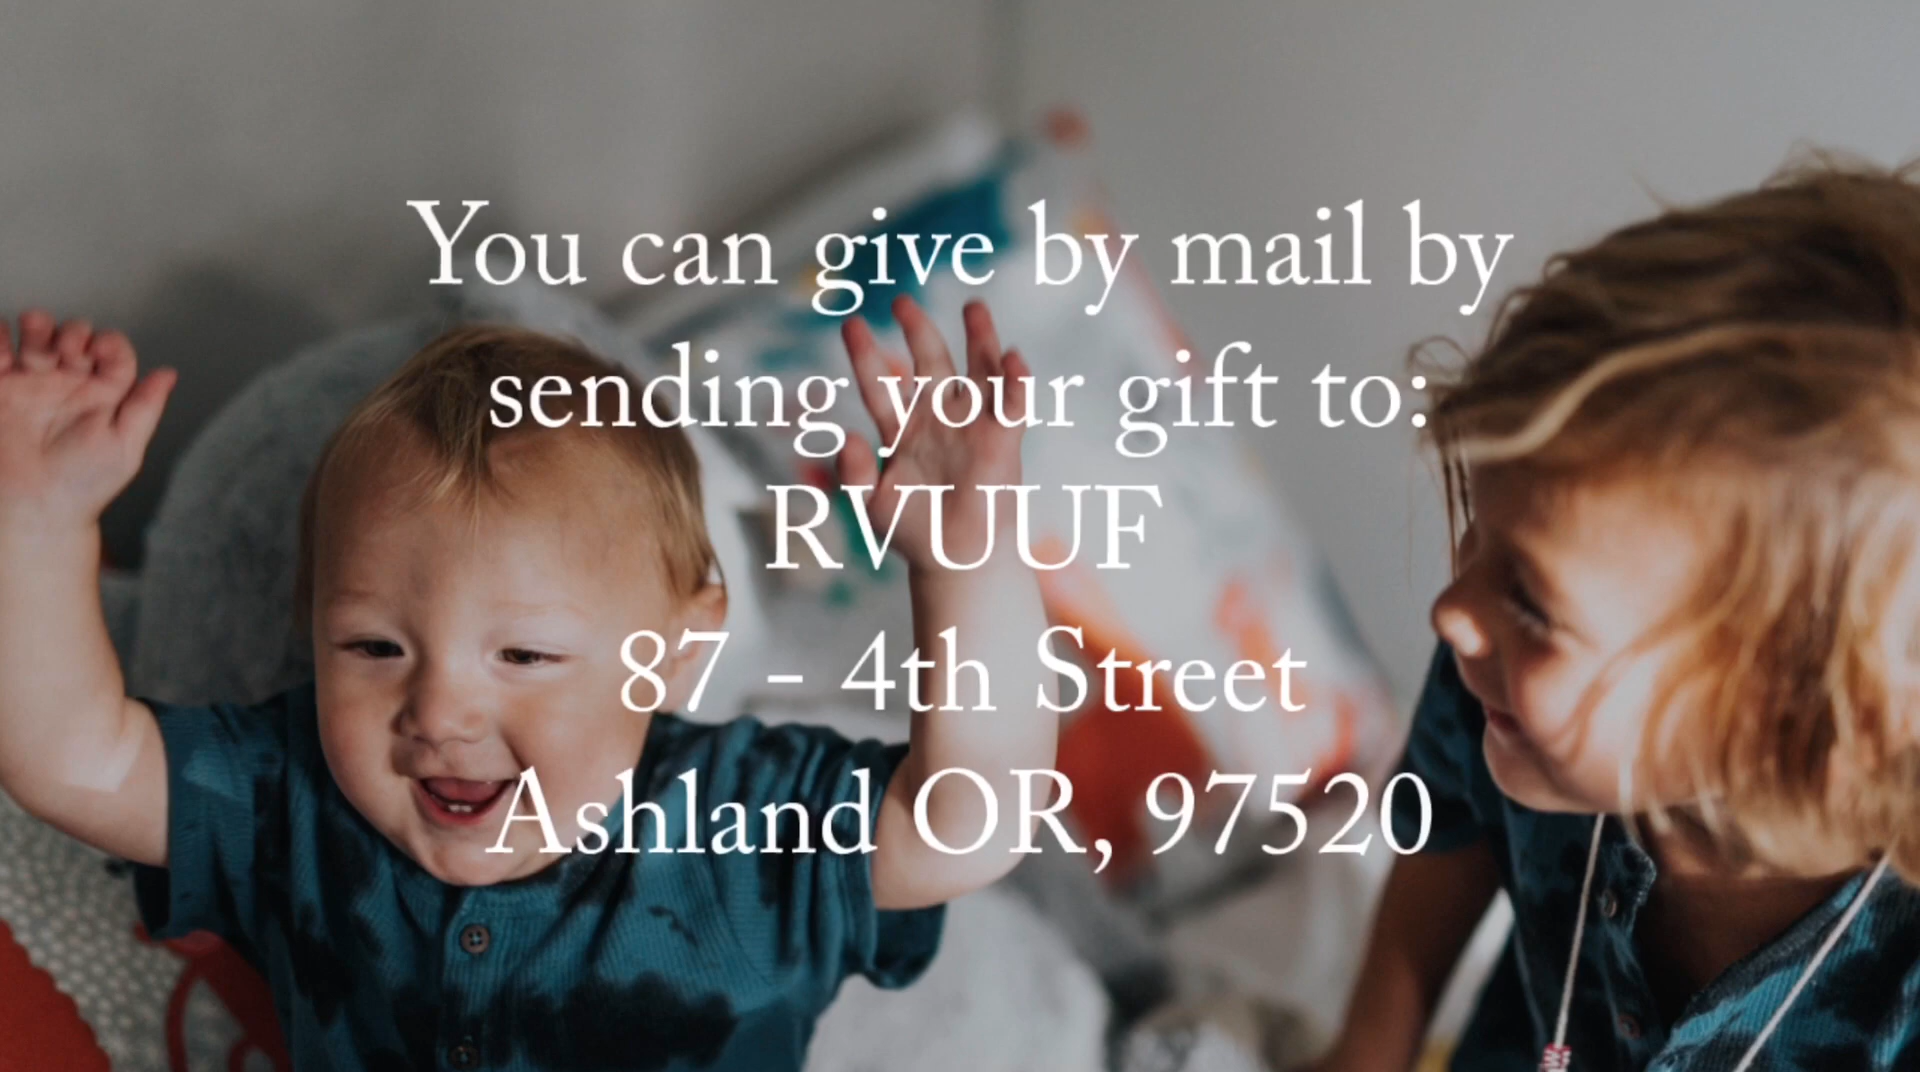 You can give by mail by
sending your gift to:
RVUUF
87 - 4th Street
Ashland OR, 97520